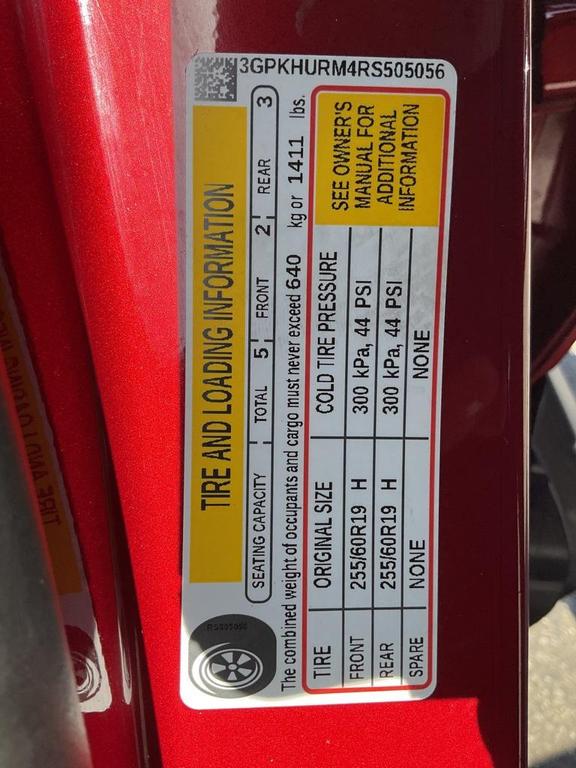 3GPKHURM4RS505056
TIRE AND LOADING INFORMATION
SEATING CAPACITY TOTAL 5 FRONT 2 REAR 3
The combined weight of occupants and cargo must never exceed 640 kg or 1411 lbs.
TIRE ORIGINAL SIZE COLD TIRE PRESSURE
FRONT 255/60R19 H 300 kPa, 44 PSI
REAR 255/60R19 H 300 kPa, 44 PSI
SPARE NONE NONE
SEE OWNER'S
MANUAL FOR
ADDITIONAL
INFORMATION
RS505056